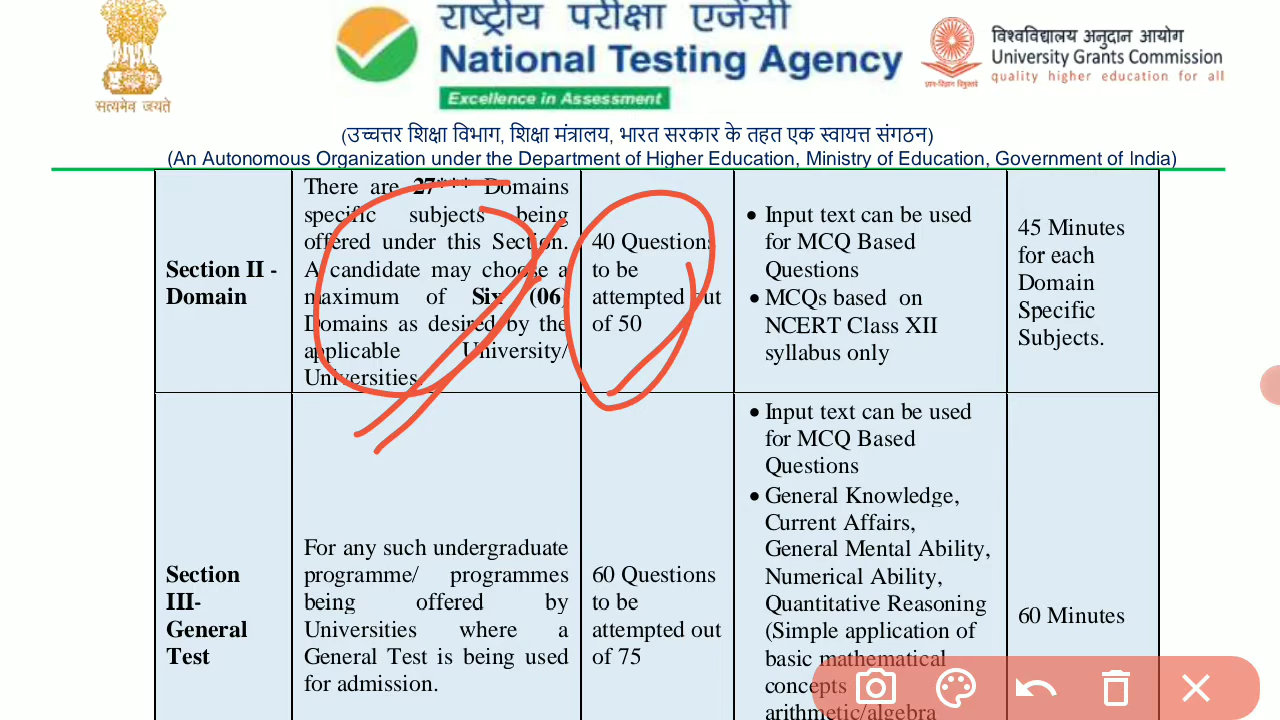 सत्यमेव जयते
राष्ट्रीय परीक्षा एजेंसी
National Testing Agency
Excellence in Assessment
विश्वविद्यालय अनुदान आयोग
University Grants Commission
quality higher education for all
ज्ञान-विज्ञान विमुक्तये
(उच्चत्तर शिक्षा विभाग, शिक्षा मंत्रालय, भारत सरकार के तहत एक स्वायत्त संगठन)
(An Autonomous Organization under the Department of Higher Education, Ministry of Education, Government of India)
Section II -
Domain
There are 27*** Domains
specific subjects being
offered under this Section.
A candidate may choose a
maximum of Six (06)
Domains as desired by the
applicable University/
Universities.
40 Questions
to be
attempted out
of 50
• Input text can be used
for MCQ Based
Questions
• MCQs based on
NCERT Class XII
syllabus only
45 Minutes
for each
Domain
Specific
Subjects.
Section
III-
General
Test
For any such undergraduate
programme/ programmes
being offered by
Universities where a
General Test is being used
for admission.
60 Questions
to be
attempted out
of 75
• Input text can be used
for MCQ Based
Questions
• General Knowledge,
Current Affairs,
General Mental Ability,
Numerical Ability,
Quantitative Reasoning
(Simple application of
basic mathematical
concepts
arithmetic/algebra
60 Minutes